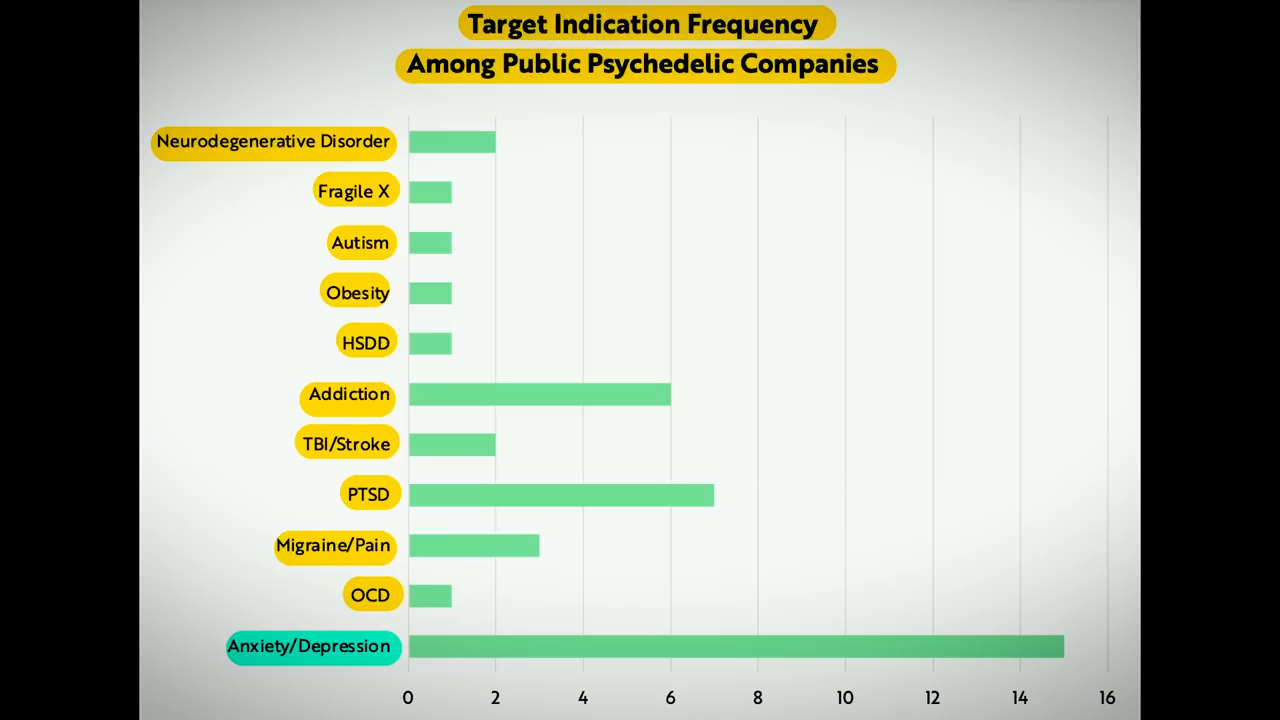 Target Indication Frequency
Among Public Psychedelic Companies
Neurodegenerative Disorder
Fragile X
Autism
Obesity
HSDD
Addiction
TBI/Stroke
PTSD
Migraine/Pain
OCD
Anxiety/Depression
0 2 4 6 8 10 12 14 16